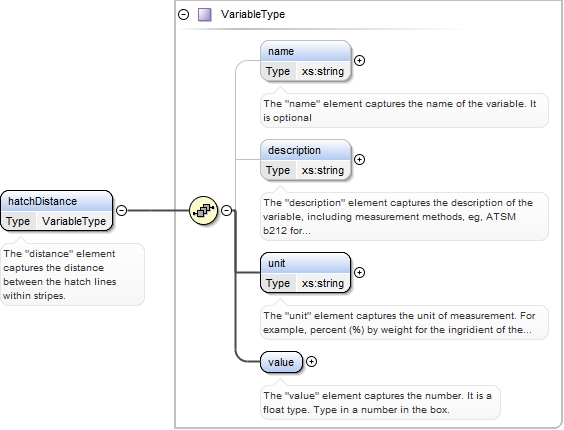 VariableType
name
Type xs:string
The "name" element captures the name of the variable. It
is optional
description
Type xs:string
The "description" element captures the description of the
variable, including measurement methods, eg, ATSM
b212 for...
hatchDistance
Type VariableType
The "distance" element
captures the distance
between the hatch lines
within stripes.
unit
Type xs:string
The "unit" element captures the unit of measurement. For
example, percent (%) by weight for the ingridient of the...
value
The "value" element captures the number. It is a
float type. Type in a number in the box.